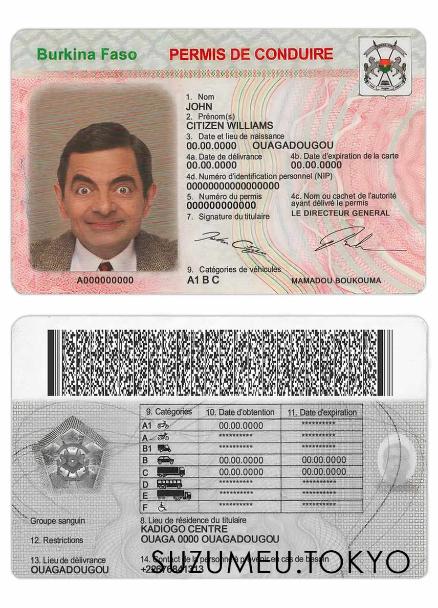 Burkina Faso PERMIS DE CONDUIRE
1. Nom
JOHN
2. Prénom(s)
CITIZEN WILLIAMS
3. Date et lieu de naissance
00.00.0000 OUAGADOUGOU
4a. Date de délivrance 4b. Date d'expiration de la carte
00.00.0000 00.00.0000
4d. Numéro d'identification personnel (NIP)
00000000000000000
5. Numéro du permis 4c. Nom ou cachet de l'autorité
000000000000 ayant délivré le permis
7. Signature du titulaire LE DIRECTEUR GENERAL
9. Catégories de véhicules
A000000000 A1 B C MAMADOU BOUKOUMA
9. Catégories 10. Date d'obtention 11. Date d'expiration
A1 00.00.0000 **********
A ********** **********
B1 ********** **********
B 00.00.0000 00.00.0000
C 00.00.0000 00.00.0000
D ********** **********
E ********** **********
F ********** **********
Groupe sanguin 8. Lieu de résidence du titulaire
KADIOGO CENTRE
12. Restrictions OUAGA 0000 OUAGADOUGOU
13. Lieu de délivrance 14. Contact de la personne à prévenir en cas de besoin
OUAGADOUGOU +22676841313
SUZUMEU.TOKYO